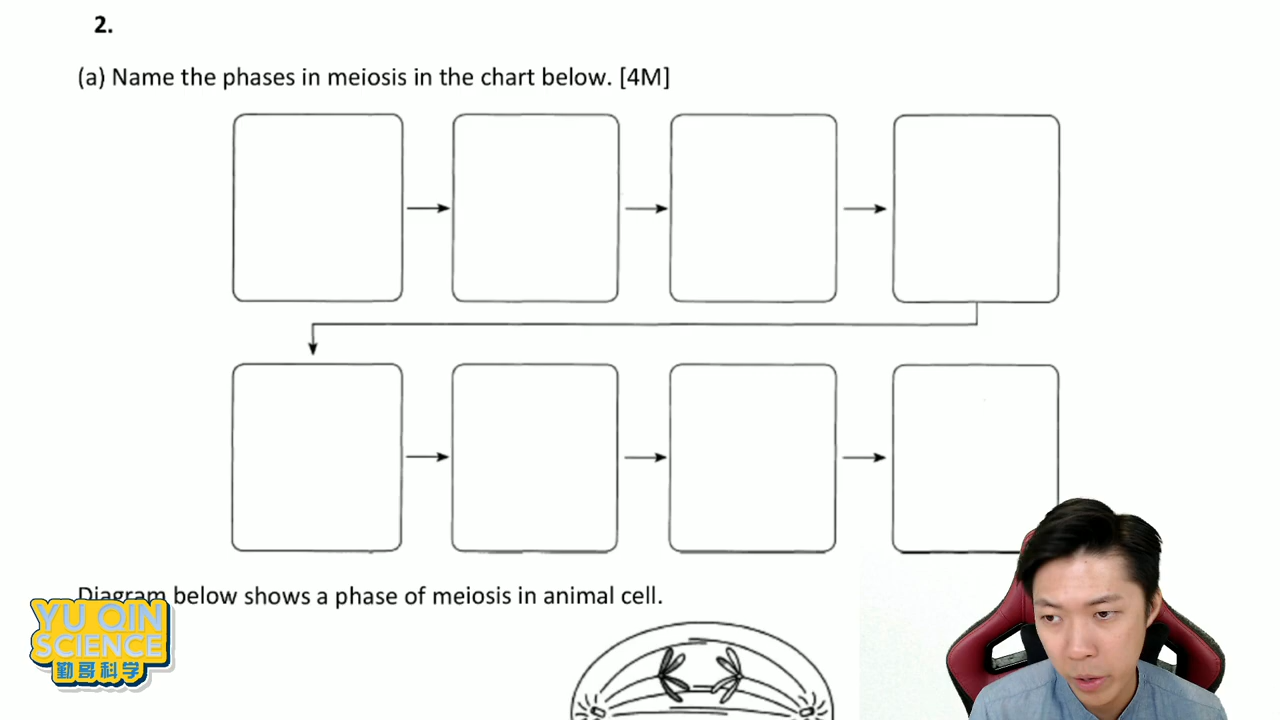 2.
(a) Name the phases in meiosis in the chart below. [4M]
Diagram below shows a phase of meiosis in animal cell.
YU QIN
SCIENCE
勤哥科学